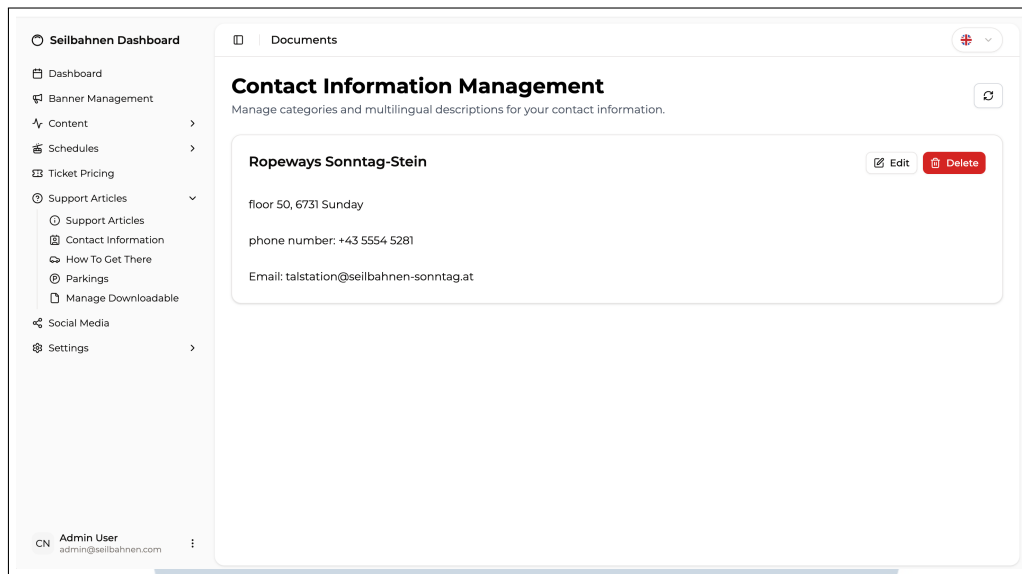 Seilbahnen Dashboard
Dashboard
Banner Management
Content
Schedules
Ticket Pricing
Support Articles
Support Articles
Contact Information
How To Get There
Parkings
Manage Downloadable
Social Media
Settings
CN
Admin User
admin@seilbahnen.com
Documents
Contact Information Management
Manage categories and multilingual descriptions for your contact information.
Ropeways Sonntag-Stein
Edit
Delete
floor 50, 6731 Sunday
phone number: +43 5554 5281
Email: talstation@seilbahnen-sonntag.at